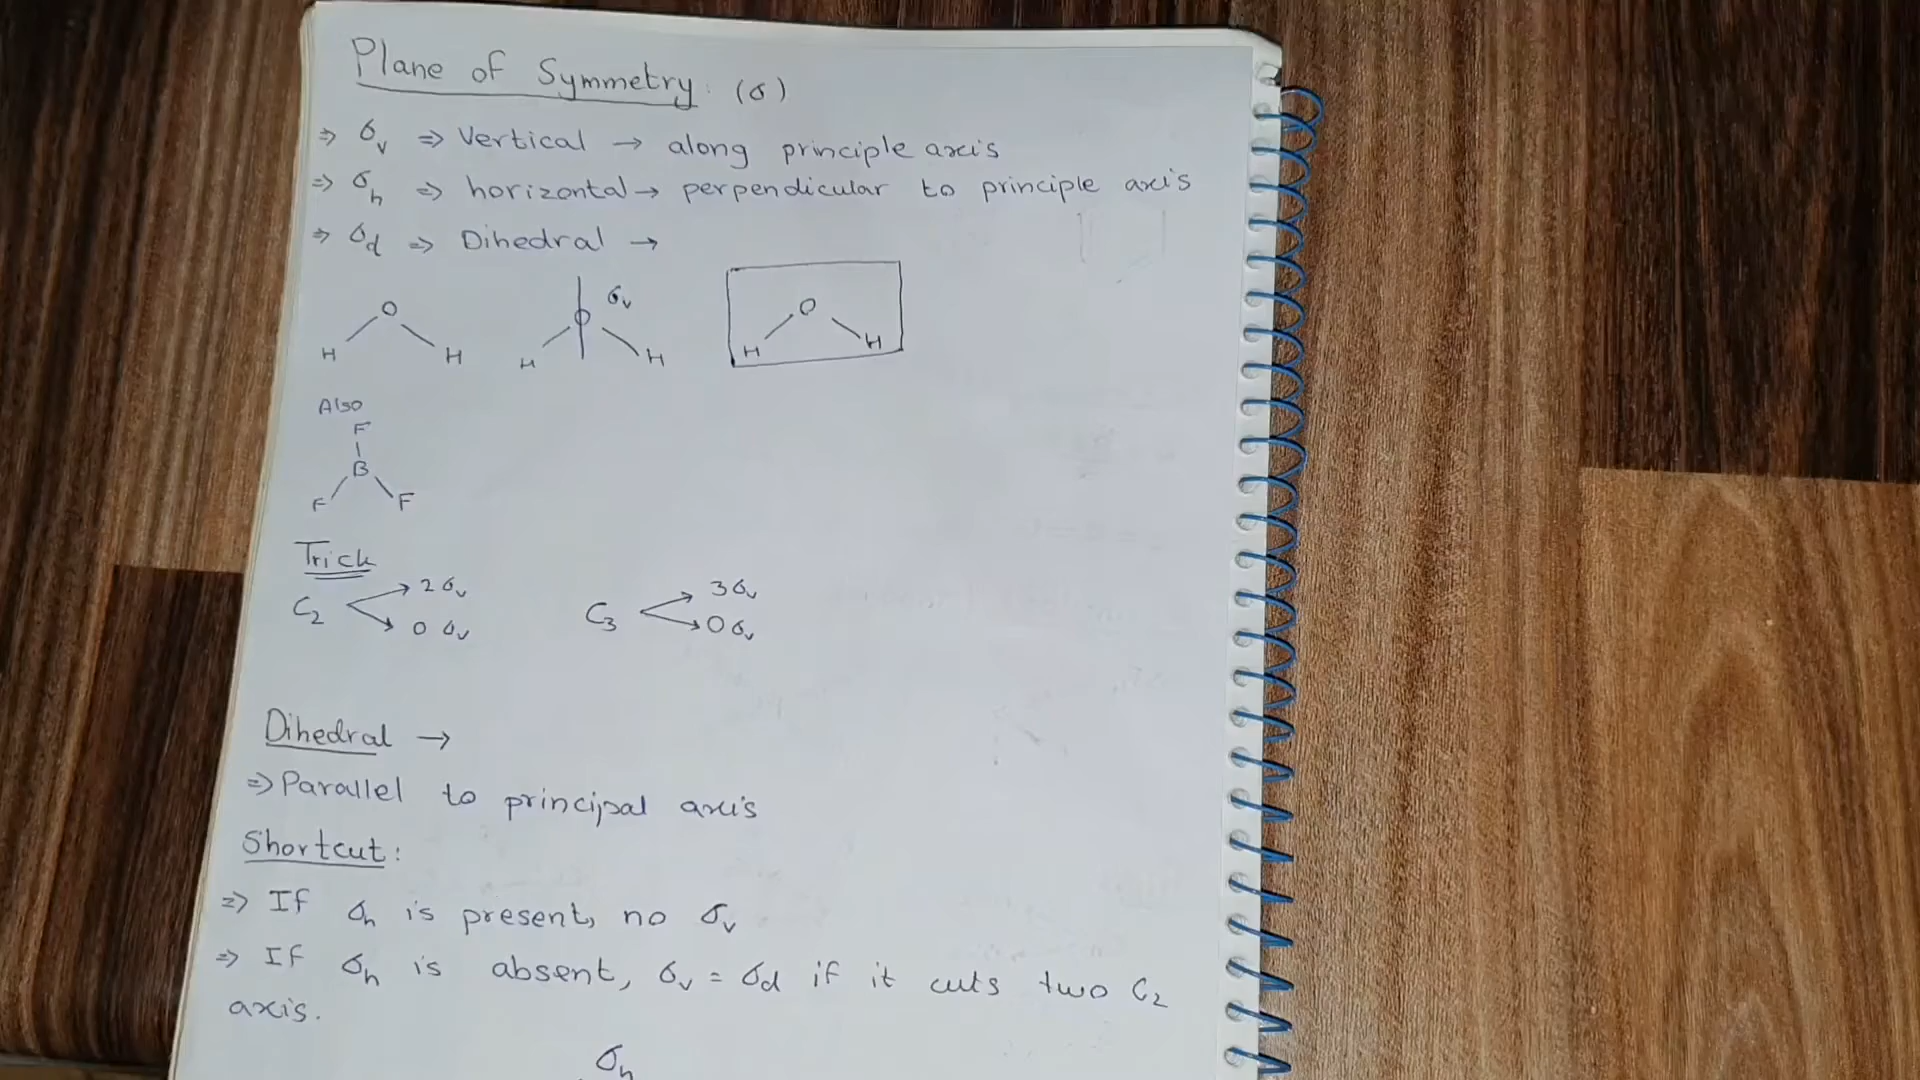 Plane of Symmetry: (σ)
⇒ σv ⇒ Vertical → along principle axis
⇒ σh ⇒ horizontal → perpendicular to principle axis
⇒ σd ⇒ Dihedral →
O H H
σv O H H
O H H
Also
F
B
F F
Trick
C2 → 2σv
→ 0 σv
C3 → 3σv
→ 0σv
Dihedral →
⇒ Parallel to principal axis
Shortcut:
⇒ If σh is present, no σv
⇒ If σh is absent, σv = σd if it cuts two C2
axis.
σh